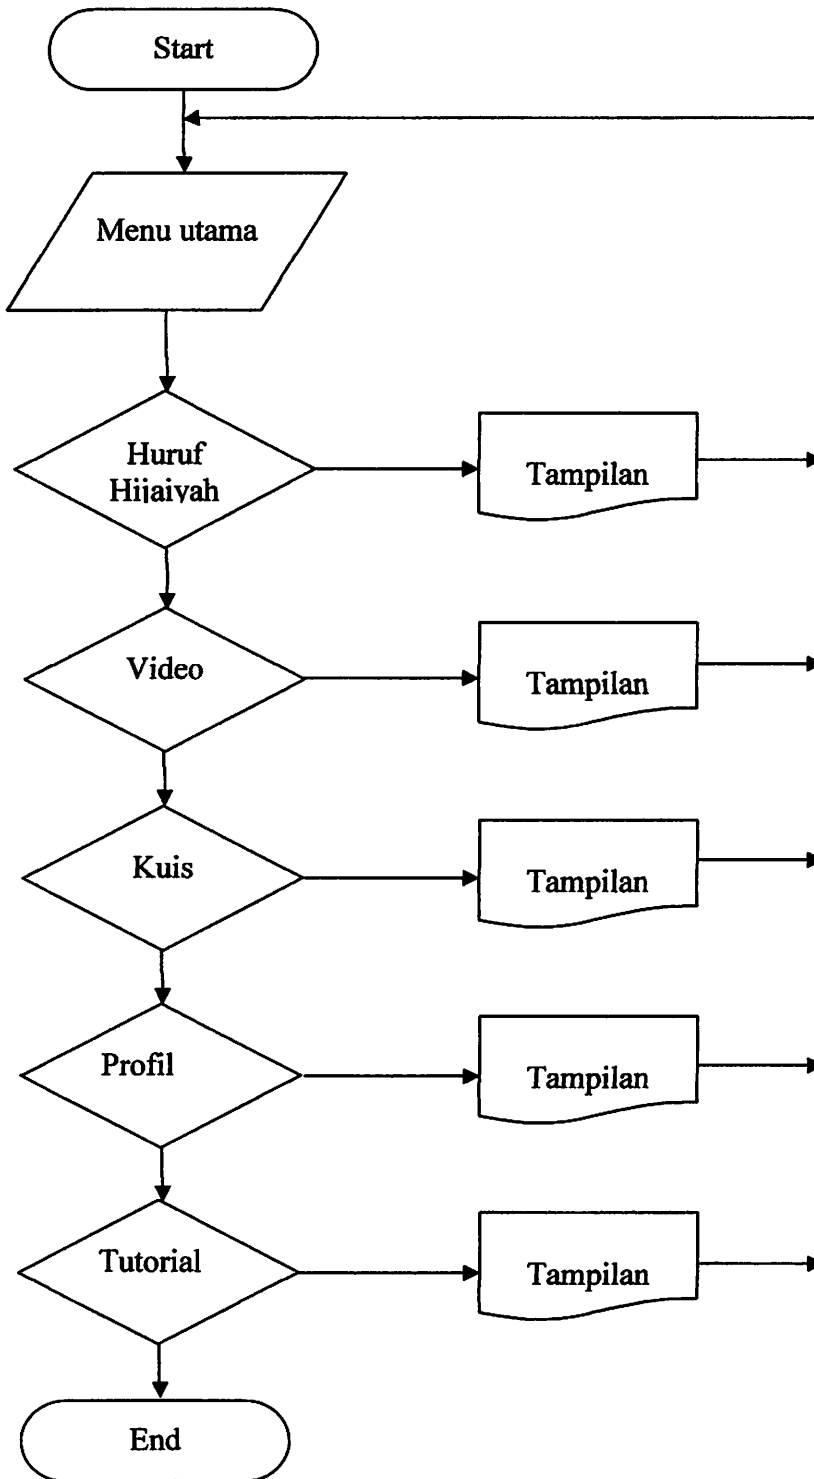 Start
Menu utama
Huruf
Hijaiyah
Tampilan
Video
Tampilan
Kuis
Tampilan
Profil
Tampilan
Tutorial
Tampilan
End